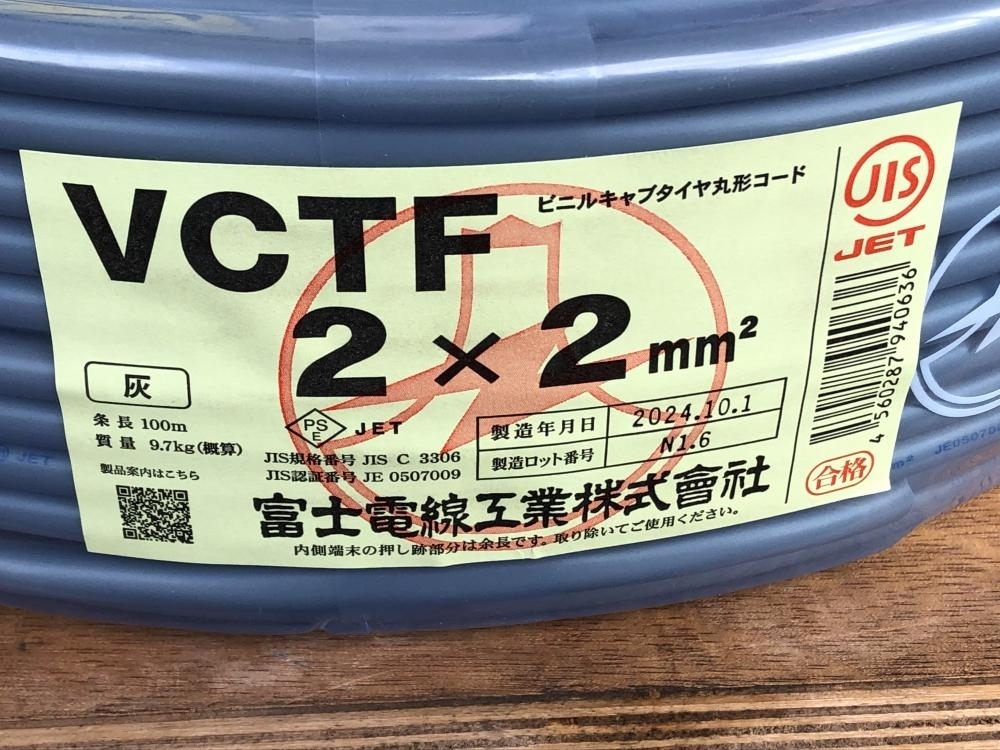 VCTF
ビニルキャブタイヤ丸形コード
2×2mm²
灰
条長 100m
質量 9.7kg(概算)
製品案内はこちら
PS
E
JET
JIS規格番号 JIS C 3306
JIS認証番号 JE 0507009
製造年月日 2024.10.1
製造ロット番号 N1.6
富士電線工業株式會社
内側端末の押し跡部分は余長です。取り除いてご使用ください。
JIS
JET
4560287940636
合格
JET